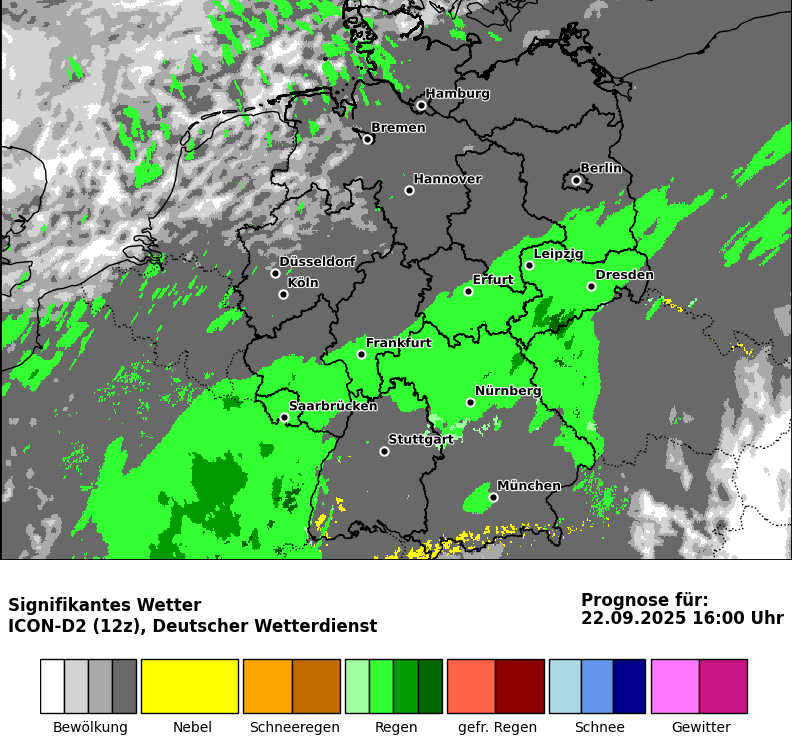 Hamburg
Bremen
Berlin
Hannover
Leipzig
Düsseldorf
Dresden
Köln
Erfurt
Frankfurt
Nürnberg
Saarbrücken
Stuttgart
München
Signifikantes Wetter
ICON-D2 (12z), Deutscher Wetterdienst
Prognose für:
22.09.2025 16:00 Uhr
Bewölkung Nebel Schneeregen Regen gefr. Regen Schnee Gewitter